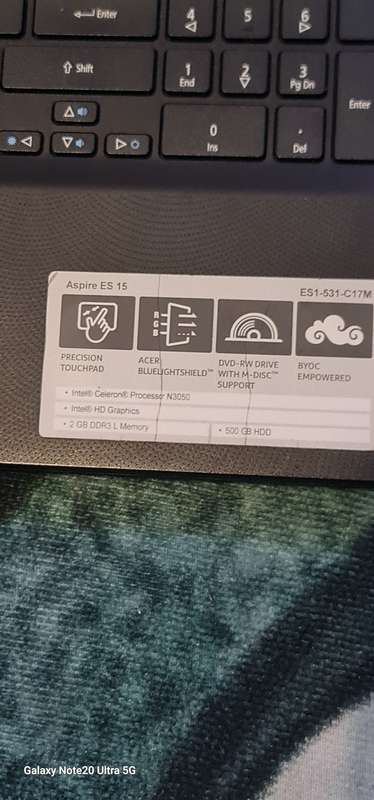 Enter 4 5 6
Shift 1 2 3
End Pg Dn
Enter
0 .
Ins Del
Aspire ES 15 ES1-531-C17M
R
G
B
PRECISION TOUCHPAD
ACER BLUELIGHTSHIELD™
DVD-RW DRIVE WITH M-DISC™ SUPPORT
BYOC EMPOWERED
• Intel® Celeron® Processor N3050
• Intel® HD Graphics
• 2 GB DDR3 L Memory • 500 GB HDD
Galaxy Note20 Ultra 5G